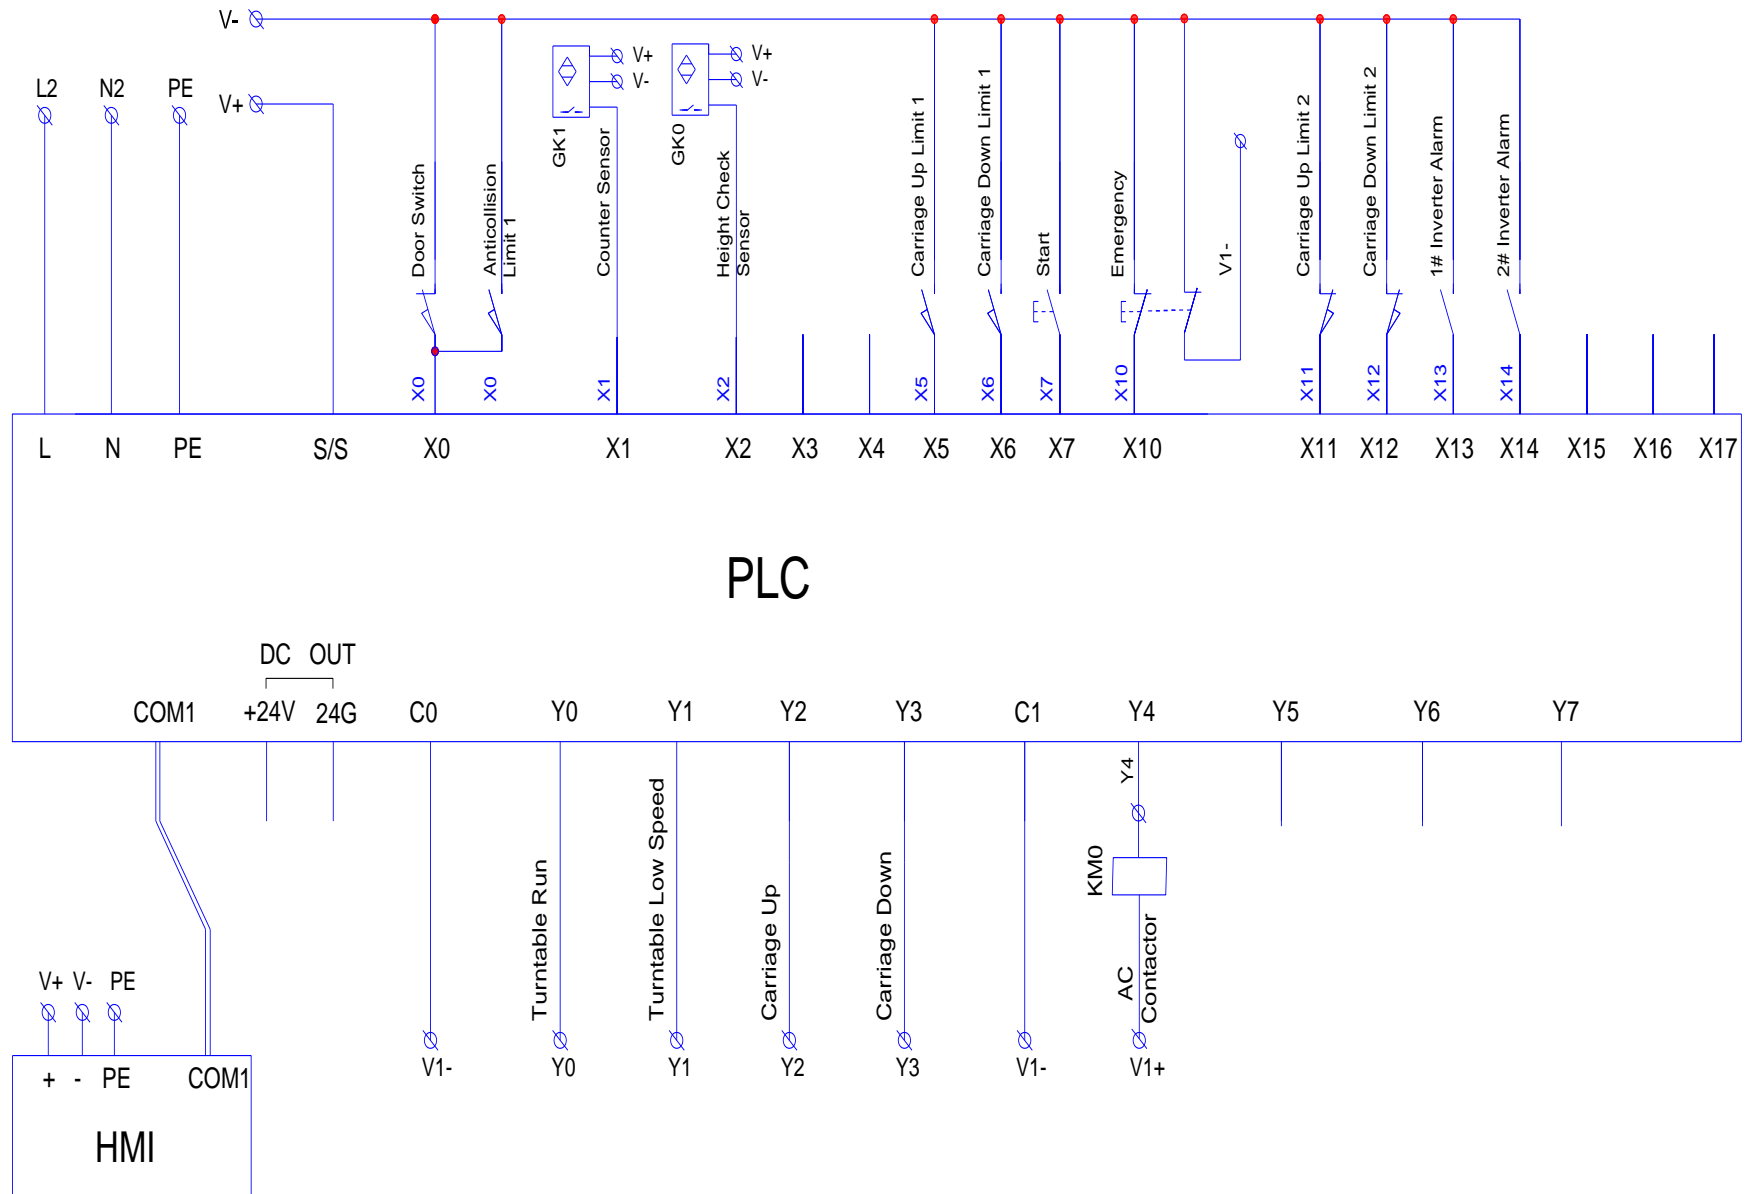 V-
L2 N2 PE
V+
V+
V-
GK1
V+
V-
GK0
Door Switch
Anticollision
Limit 1
Counter Sensor
Height Check
Sensor
Carriage Up Limit 1
Carriage Down Limit 1
Start
Emergency
V1-
Carriage Up Limit 2
Carriage Down Limit 2
1# Inverter Alarm
2# Inverter Alarm
X0 X0 X1 X2 X5 X6 X7 X10 X11 X12 X13 X14
L N PE S/S X0 X1 X2 X3 X4 X5 X6 X7 X10 X11 X12 X13 X14 X15 X16 X17
PLC
DC OUT
COM1 +24V 24G C0 Y0 Y1 Y2 Y3 C1 Y4 Y5 Y6 Y7
Turntable Run
Turntable Low Speed
Carriage Up
Carriage Down
Y4
KM0
AC
Contactor
V1- Y0 Y1 Y2 Y3 V1- V1+
V+ V- PE
+ - PE COM1
HMI